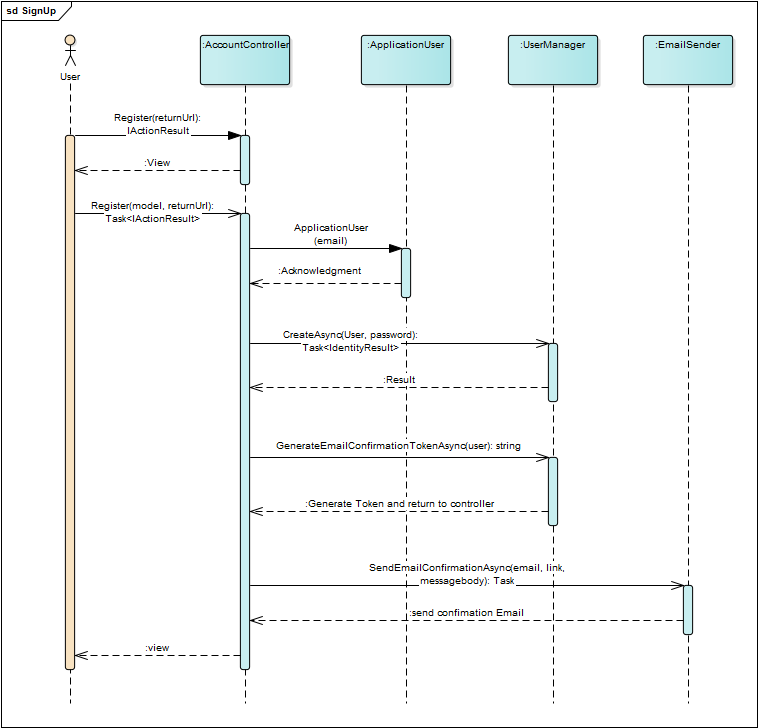 sd SignUp
:AccountController
:ApplicationUser
:UserManager
:EmailSender
User
Register(returnUrl):
IActionResult
:View
Register(model, returnUrl):
Task<IActionResult>
ApplicationUser
(email)
:Acknowledgment
CreateAsync(User, password):
Task<IdentityResult>
:Result
GenerateEmailConfirmationTokenAsync(user): string
:Generate Token and return to controller
SendEmailConfirmationAsync(email, link,
messagebody): Task
:send confimation Email
:view